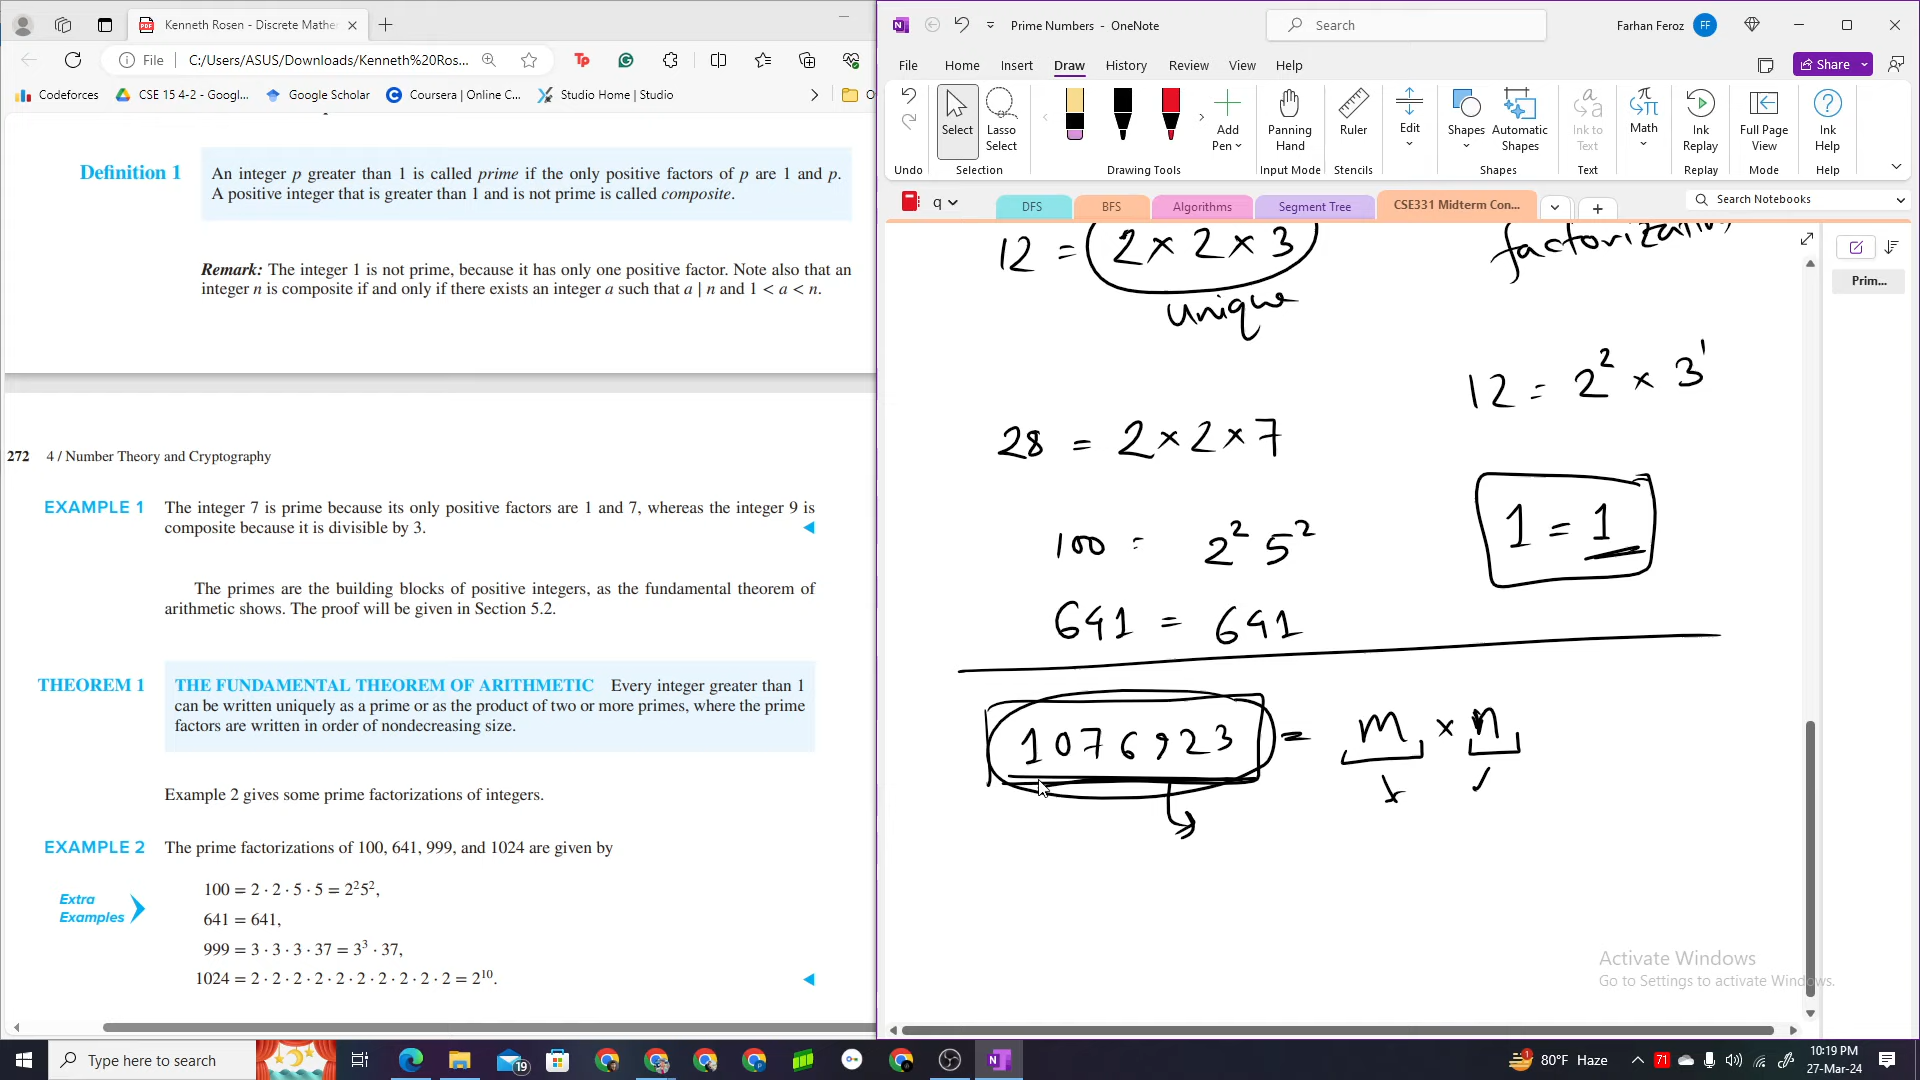 Kenneth Rosen - Discrete Mathe
Prime Numbers - OneNote
Search
Farhan Feroz
FF
File
C:/Users/ASUS/Downloads/Kenneth%20Ros...
File
Home
Insert
Draw
History
Review
View
Help
Share
Codeforces
CSE 15 4-2 - Googl...
Google Scholar
Coursera | Online C...
Studio Home | Studio
Select
Lasso Select
Add Pen
Panning Hand
Ruler
Edit
Shapes
Automatic Shapes
Ink to Text
Math
Ink Replay
Full Page View
Ink Help
Undo
Selection
Drawing Tools
Input Mode
Stencils
Shapes
Text
Replay
Mode
Help
q
DFS
BFS
Algorithms
Segment Tree
CSE331 Midterm Con...
Search Notebooks
Prim...
Definition 1
An integer p greater than 1 is called prime if the only positive factors of p are 1 and p.
A positive integer that is greater than 1 and is not prime is called composite.
Remark: The integer 1 is not prime, because it has only one positive factor. Note also that an
integer n is composite if and only if there exists an integer a such that a | n and 1 < a < n.
272 4 / Number Theory and Cryptography
EXAMPLE 1
The integer 7 is prime because its only positive factors are 1 and 7, whereas the integer 9 is
composite because it is divisible by 3.
The primes are the building blocks of positive integers, as the fundamental theorem of
arithmetic shows. The proof will be given in Section 5.2.
THEOREM 1
THE FUNDAMENTAL THEOREM OF ARITHMETIC Every integer greater than 1
can be written uniquely as a prime or as the product of two or more primes, where the prime
factors are written in order of nondecreasing size.
Example 2 gives some prime factorizations of integers.
EXAMPLE 2
The prime factorizations of 100, 641, 999, and 1024 are given by
Extra
Examples
100 = 2 · 2 · 5 · 5 = 2²5²,
641 = 641,
999 = 3 · 3 · 3 · 37 = 3³ · 37,
1024 = 2 · 2 · 2 · 2 · 2 · 2 · 2 · 2 · 2 · 2 = 2¹⁰.
12 = 2 × 2 × 3
unique
factorization
12 = 2² × 3¹
28 = 2 × 2 × 7
1 = 1
100 = 2² 5²
641 = 641
1076923 = m × n
Activate Windows
Go to Settings to activate Windows.
Type here to search
19
80°F Haze
71
10:19 PM
27-Mar-24